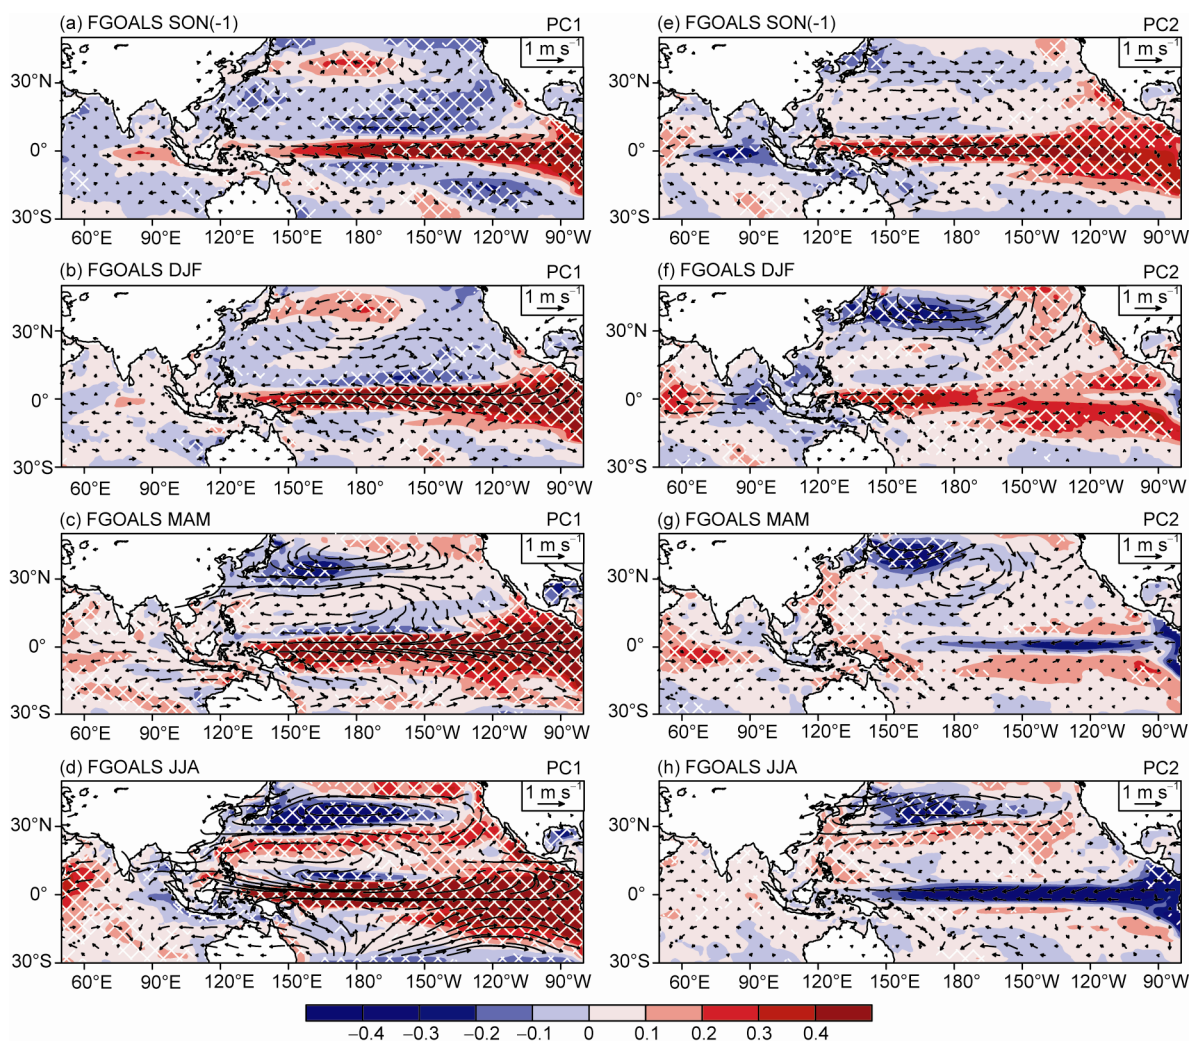 (a) FGOALS SON(-1) PC1
1 m s⁻¹
30°N
0°
30°S
60°E 90°E 120°E 150°E 180° 150°W 120°W 90°W
(b) FGOALS DJF PC1
1 m s⁻¹
30°N
0°
30°S
60°E 90°E 120°E 150°E 180° 150°W 120°W 90°W
(c) FGOALS MAM PC1
1 m s⁻¹
30°N
0°
30°S
60°E 90°E 120°E 150°E 180° 150°W 120°W 90°W
(d) FGOALS JJA PC1
1 m s⁻¹
30°N
0°
30°S
60°E 90°E 120°E 150°E 180° 150°W 120°W 90°W
(e) FGOALS SON(-1) PC2
1 m s⁻¹
30°N
0°
30°S
60°E 90°E 120°E 150°E 180° 150°W 120°W 90°W
(f) FGOALS DJF PC2
1 m s⁻¹
30°N
0°
30°S
60°E 90°E 120°E 150°E 180° 150°W 120°W 90°W
(g) FGOALS MAM PC2
1 m s⁻¹
30°N
0°
30°S
60°E 90°E 120°E 150°E 180° 150°W 120°W 90°W
(h) FGOALS JJA PC2
1 m s⁻¹
30°N
0°
30°S
60°E 90°E 120°E 150°E 180° 150°W 120°W 90°W
−0.4 −0.3 −0.2 −0.1 0 0.1 0.2 0.3 0.4